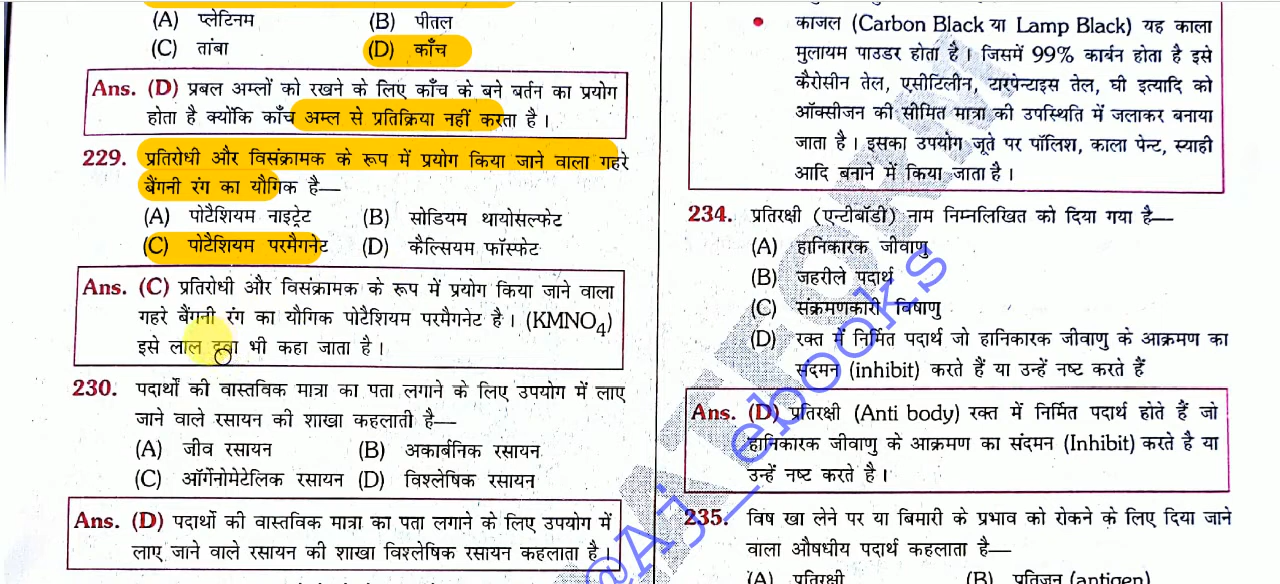 (A) प्लेटिनम (B) पीतल
(C) तांबा (D) काँच
Ans. (D) प्रबल अम्लों को रखने के लिए काँच के बने बर्तन का प्रयोग
होता है क्योंकि काँच अम्ल से प्रतिक्रिया नहीं करता है।
229. प्रतिरोधी और विसंक्रामक के रूप में प्रयोग किया जाने वाला गहरे
बैंगनी रंग का यौगिक है—
(A) पोटैशियम नाइट्रेट (B) सोडियम थायोसल्फेट
(C) पोटैशियम परमैगनेट (D) कैल्सियम फॉस्फेट
Ans. (C) प्रतिरोधी और विसंक्रामक के रूप में प्रयोग किया जाने वाला
गहरे बैंगनी रंग का यौगिक पोटैशियम परमैगनेट है। (KMNO4)
इसे लाल दवा भी कहा जाता है।
230. पदार्थों की वास्तविक मात्रा का पता लगाने के लिए उपयोग में लाए
जाने वाले रसायन की शाखा कहलाती है—
(A) जीव रसायन (B) अकार्बनिक रसायन
(C) ऑर्गेनोमेटेलिक रसायन (D) विश्लेषिक रसायन
Ans. (D) पदार्थों की वास्तविक मात्रा का पता लगाने के लिए उपयोग में
लाए जाने वाले रसायन की शाखा विश्लेषिक रसायन कहलाता है।
• काजल (Carbon Black या Lamp Black) यह काला
मुलायम पाउडर होता है। जिसमें 99% कार्बन होता है इसे
कैरोसीन तेल, एसीटिलीन, टारपेन्टाइस तेल, घी इत्यादि को
ऑक्सीजन की सीमित मात्रा की उपस्थिति में जलाकर बनाया
जाता है। इसका उपयोग जूते पर पॉलिश, काला पेन्ट, स्याही
आदि बनाने में किया जाता है।
234. प्रतिरक्षी (एन्टीबॉडी) नाम निम्नलिखित को दिया गया है—
(A) हानिकारक जीवाणु
(B) जहरीले पदार्थ
(C) संक्रमणकारी विषाणु
(D) रक्त में निर्मित पदार्थ जो हानिकारक जीवाणु के आक्रमण का
संदमन (inhibit) करते हैं या उन्हें नष्ट करते हैं
Ans. (D) प्रतिरक्षी (Anti body) रक्त में निर्मित पदार्थ होते हैं जो
हानिकारक जीवाणु के आक्रमण का संदमन (Inhibit) करते है या
उन्हें नष्ट करते है।
235. विष खा लेने पर या बिमारी के प्रभाव को रोकने के लिए दिया जाने
वाला औषधीय पदार्थ कहलाता है—
(A) प्रतिरक्षी (B) प्रतिजन (antigen)
@Aj_ebooks